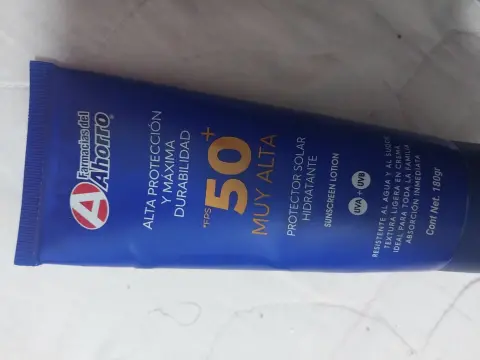 Farmacias del
Ahorro®
ALTA PROTECCIÓN
Y MÁXIMA
DURABILIDAD
*FPS 50+
MUY ALTA
PROTECTOR SOLAR
HIDRATANTE
SUNSCREEN LOTION
UVA + UVB
RESISTENTE AL AGUA Y AL SUDOR
TEXTURA LIGERA EN CREMA
IDEAL PARA TODA LA FAMILIA
ABSORCIÓN INMEDIATA
Cont Net. 180gr